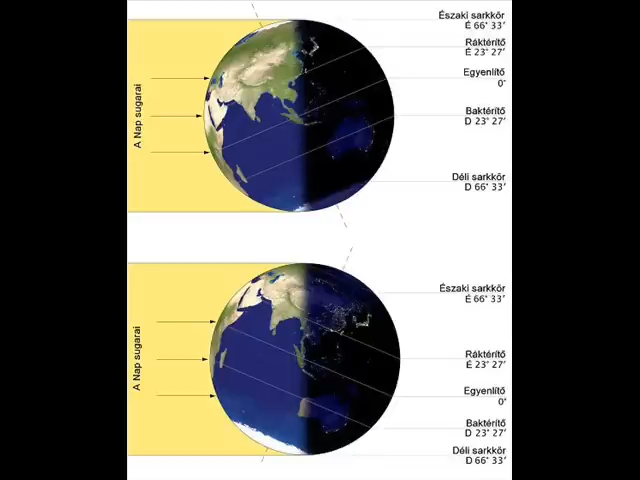 Északi sarkkör
É 66° 33′
Ráktérítő
É 23° 27′
Egyenlítő
0°
A Nap sugarai
Baktérítő
D 23° 27′
Déli sarkkör
D 66° 33′
Északi sarkkör
É 66° 33′
A Nap sugarai
Ráktérítő
É 23° 27′
Egyenlítő
0°
Baktérítő
D 23° 27′
Déli sarkkör
D 66° 33′